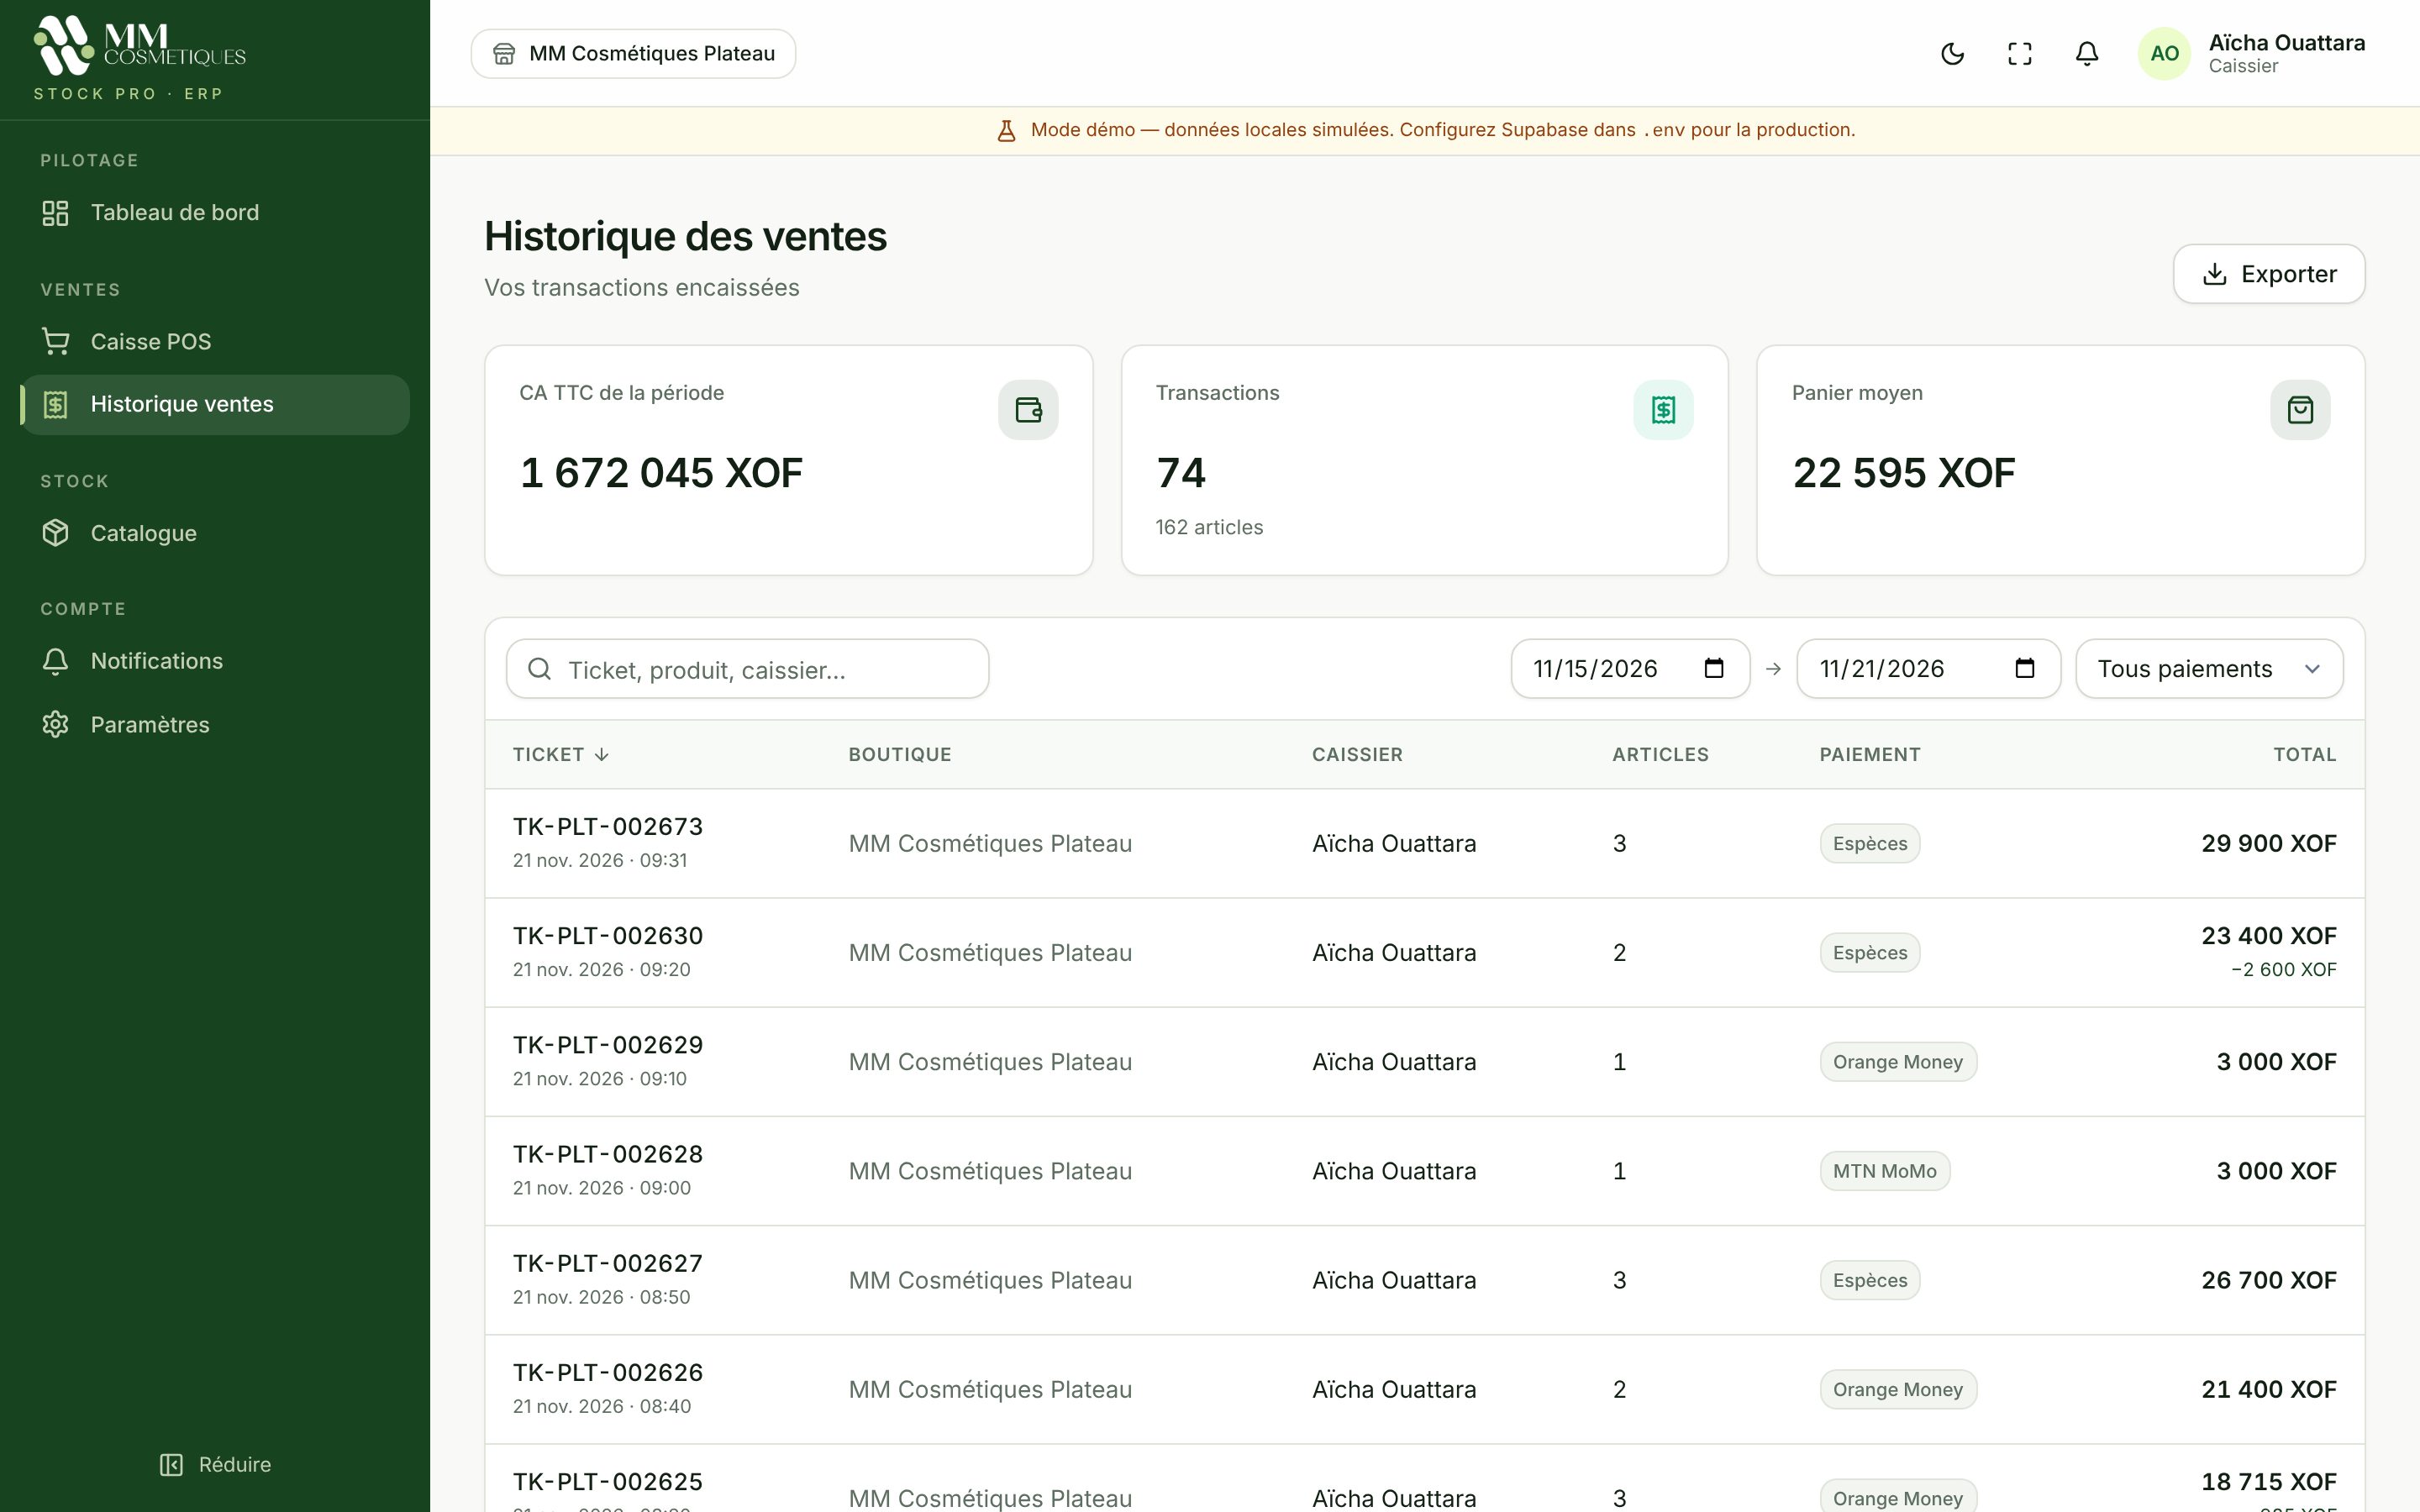 MM
COSMETIQUES
STOCK PRO · ERP
PILOTAGE
Tableau de bord
VENTES
Caisse POS
Historique ventes
STOCK
Catalogue
COMPTE
Notifications
Paramètres
Réduire
MM Cosmétiques Plateau
AO
Aïcha Ouattara
Caissier
Mode démo — données locales simulées. Configurez Supabase dans .env pour la production.
Historique des ventes
Vos transactions encaissées
Exporter
CA TTC de la période
1 672 045 XOF
Transactions
74
162 articles
Panier moyen
22 595 XOF
Ticket, produit, caissier...
11/15/2026 → 11/21/2026 Tous paiements
TICKET ↓ BOUTIQUE CAISSIER ARTICLES PAIEMENT TOTAL
TK-PLT-002673
21 nov. 2026 · 09:31
MM Cosmétiques Plateau Aïcha Ouattara 3 Espèces 29 900 XOF
TK-PLT-002630
21 nov. 2026 · 09:20
MM Cosmétiques Plateau Aïcha Ouattara 2 Espèces 23 400 XOF
−2 600 XOF
TK-PLT-002629
21 nov. 2026 · 09:10
MM Cosmétiques Plateau Aïcha Ouattara 1 Orange Money 3 000 XOF
TK-PLT-002628
21 nov. 2026 · 09:00
MM Cosmétiques Plateau Aïcha Ouattara 1 MTN MoMo 3 000 XOF
TK-PLT-002627
21 nov. 2026 · 08:50
MM Cosmétiques Plateau Aïcha Ouattara 3 Espèces 26 700 XOF
TK-PLT-002626
21 nov. 2026 · 08:40
MM Cosmétiques Plateau Aïcha Ouattara 2 Orange Money 21 400 XOF
TK-PLT-002625
MM Cosmétiques Plateau Aïcha Ouattara 3 Orange Money 18 715 XOF